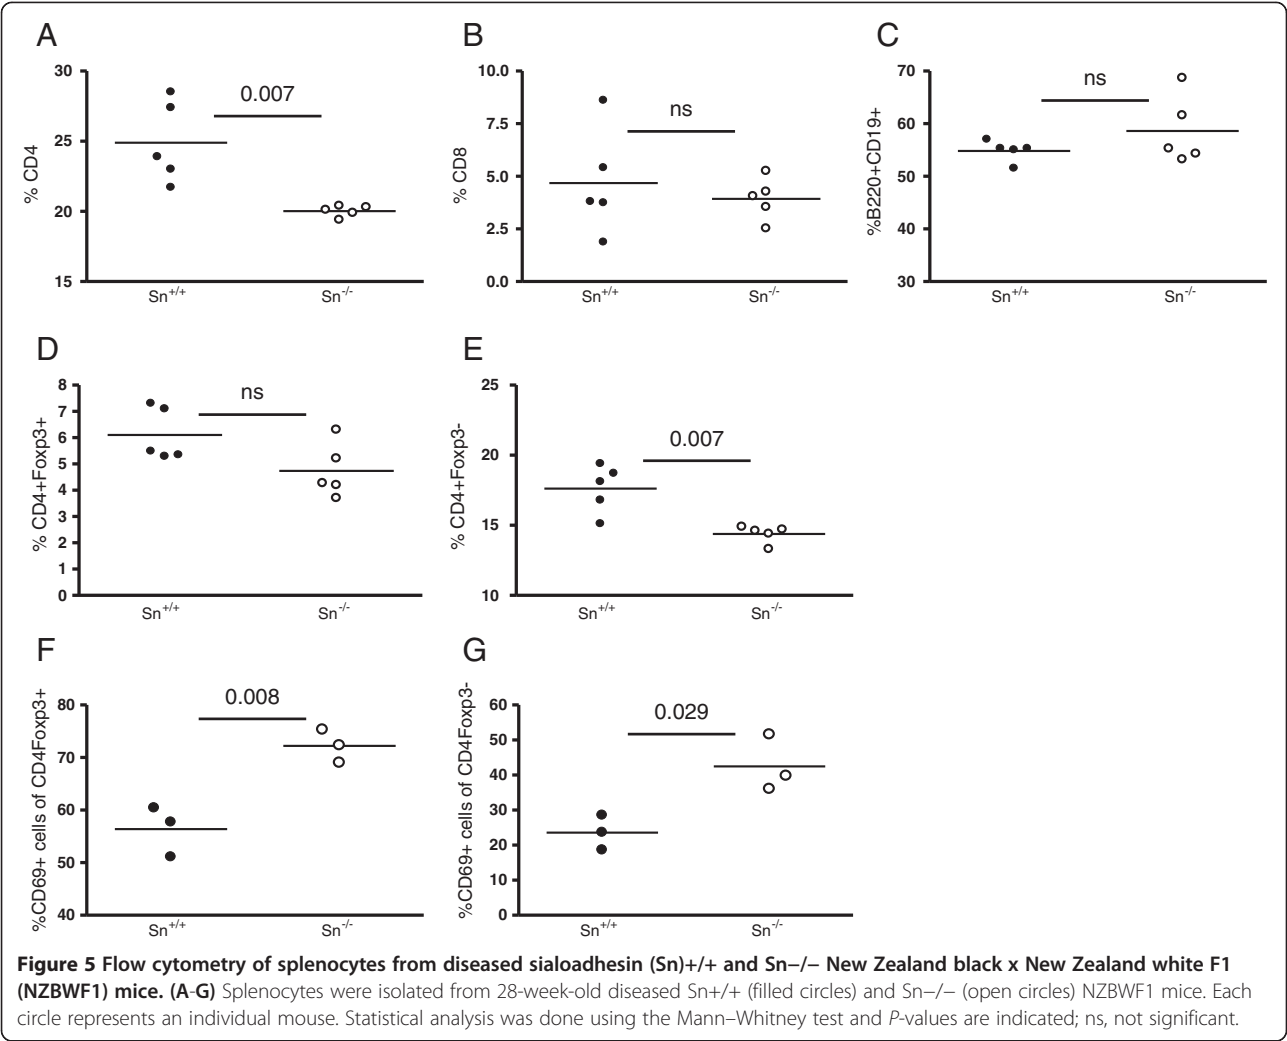 A
B
C
30
25
20
15
% CD4
0.007
Sn+/+
Sn-/-
10.0
7.5
5.0
2.5
0.0
% CD8
ns
Sn+/+
Sn-/-
70
60
50
40
30
%B220+CD19+
ns
Sn+/+
Sn-/-
D
E
8
7
6
5
4
3
2
1
0
% CD4+Foxp3+
ns
Sn+/+
Sn-/-
25
20
15
10
% CD4+Foxp3-
0.007
Sn+/+
Sn-/-
F
G
80
70
60
50
40
%CD69+ cells of CD4Foxp3+
0.008
Sn+/+
Sn-/-
60
50
40
30
20
10
0
%CD69+ cells of CD4Foxp3-
0.029
Sn+/+
Sn-/-
Figure 5 Flow cytometry of splenocytes from diseased sialoadhesin (Sn)+/+ and Sn−/− New Zealand black x New Zealand white F1
(NZBWF1) mice. (A-G) Splenocytes were isolated from 28-week-old diseased Sn+/+ (filled circles) and Sn−/− (open circles) NZBWF1 mice. Each
circle represents an individual mouse. Statistical analysis was done using the Mann–Whitney test and P-values are indicated; ns, not significant.